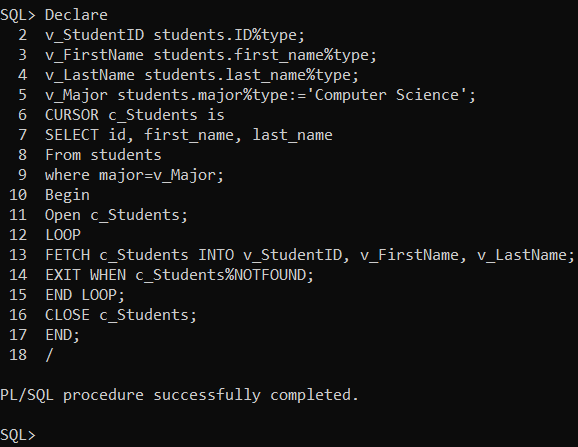 SQL> Declare
  2  v_StudentID students.ID%type;
  3  v_FirstName students.first_name%type;
  4  v_LastName students.last_name%type;
  5  v_Major students.major%type:='Computer Science';
  6  CURSOR c_Students is
  7  SELECT id, first_name, last_name
  8  From students
  9  where major=v_Major;
 10  Begin
 11  Open c_Students;
 12  LOOP
 13  FETCH c_Students INTO v_StudentID, v_FirstName, v_LastName;
 14  EXIT WHEN c_Students%NOTFOUND;
 15  END LOOP;
 16  CLOSE c_Students;
 17  END;
 18  /
PL/SQL procedure successfully completed.
SQL>